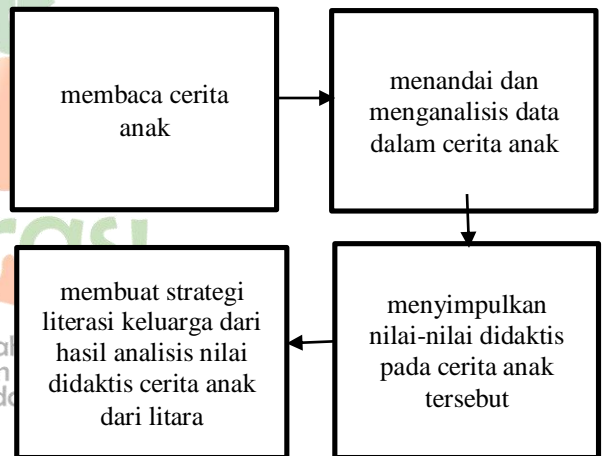 membaca cerita
anak
menandai dan
menganalisis data
dalam cerita anak
menyimpulkan
nilai-nilai didaktis
pada cerita anak
tersebut
membuat strategi
literasi keluarga dari
hasil analisis nilai
didaktis cerita anak
dari litara